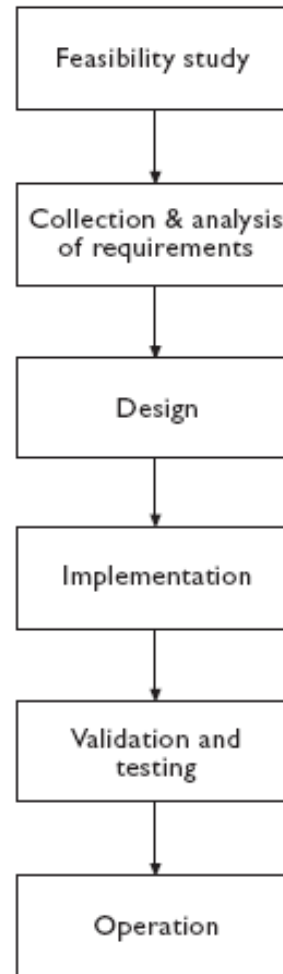 Feasibility study
Collection & analysis
of requirements
Design
Implementation
Validation and
testing
Operation